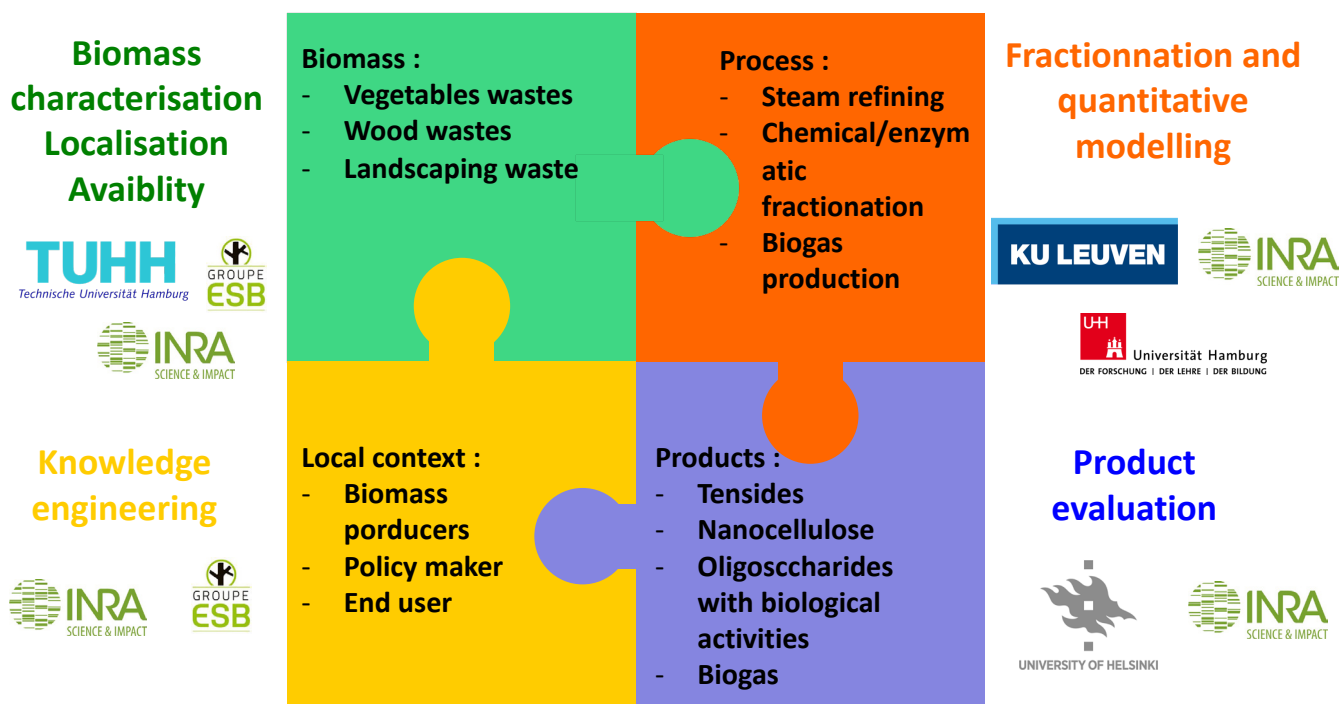 Biomass
characterisation
Localisation
Avaiblity
TUHH
Technische Universität Hamburg
GROUPE
ESB
INRA
SCIENCE & IMPACT
Biomass :
- Vegetables wastes
- Wood wastes
- Landscaping waste
Process :
- Steam refining
- Chemical/enzym
atic
fractionation
- Biogas
production
Fractionnation and
quantitative
modelling
KU LEUVEN
INRA
SCIENCE & IMPACT
UHH
Universität Hamburg
DER FORSCHUNG | DER LEHRE | DER BILDUNG
Knowledge
engineering
INRA
SCIENCE & IMPACT
GROUPE
ESB
Local context :
- Biomass
porducers
- Policy maker
- End user
Products :
- Tensides
- Nanocellulose
- Oligosccharides
with biological
activities
- Biogas
Product
evaluation
UNIVERSITY OF HELSINKI
INRA
SCIENCE & IMPACT